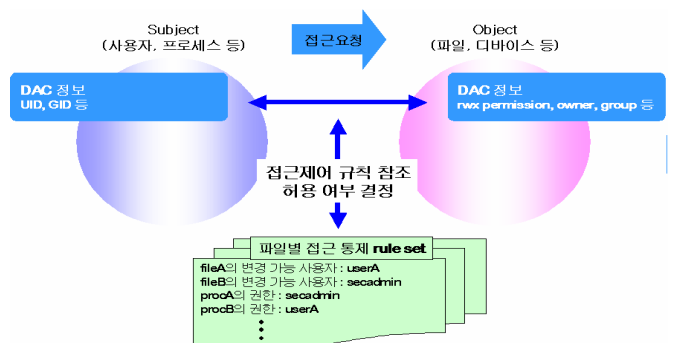 Subject
(사용자, 프로세스 등)
접근요청
Object
(파일, 디바이스 등)
DAC 정보
UID, GID 등
DAC 정보
rwx permission, owner, group 등
접근제어 규칙 참조
허용 여부 결정
파일별 접근 통제 rule set
fileA의 변경 가능 사용자 : userA
fileB의 변경 가능 사용자 : secadmin
procA의 권한 : secadmin
procB의 권한 : userA